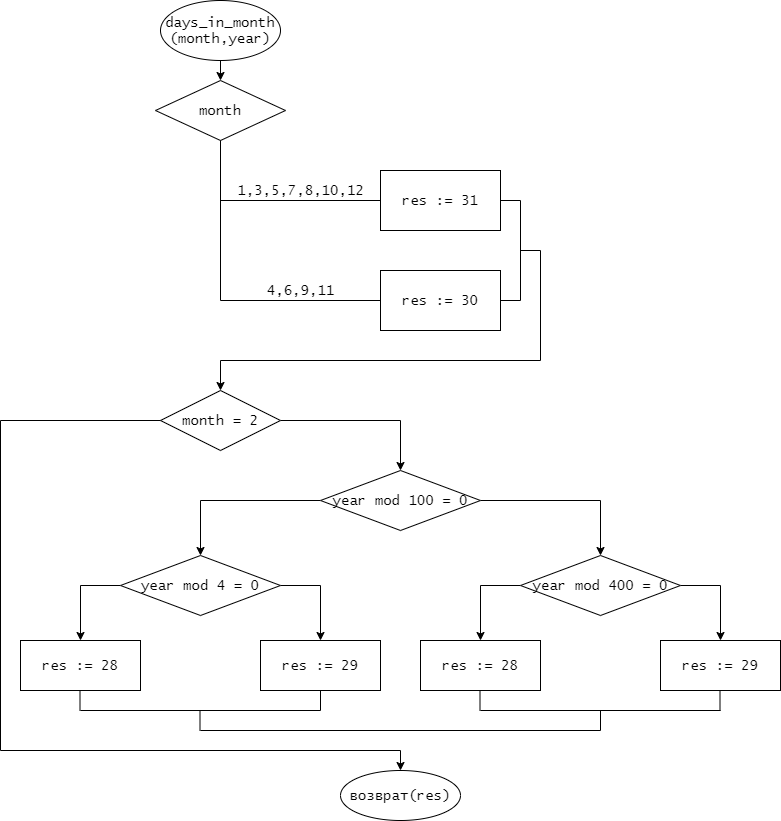 days_in_month
(month,year)
month
1,3,5,7,8,10,12
res := 31
4,6,9,11
res := 30
month = 2
year mod 100 = 0
year mod 4 = 0
year mod 400 = 0
res := 28
res := 29
res := 28
res := 29
возврат(res)